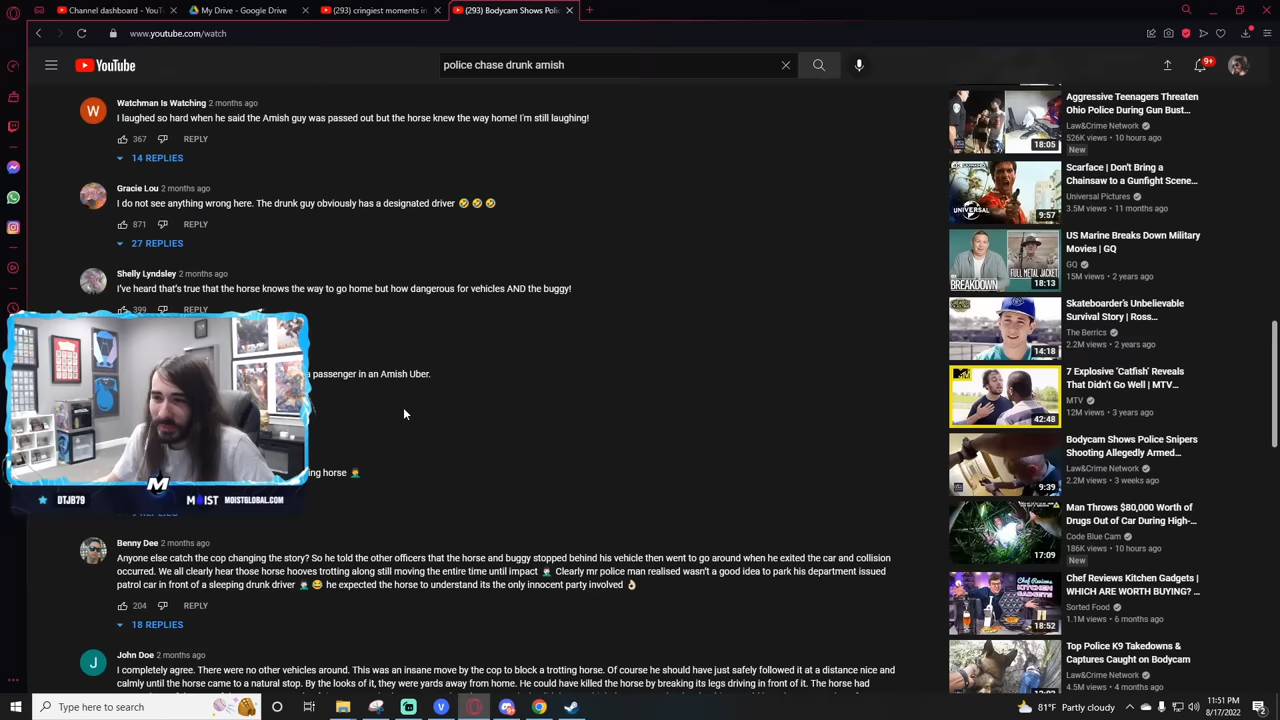 (293) Channel dashboard - YouT
My Drive - Google Drive
(293) cringiest moments in
(293) Bodycam Shows Poli
www.youtube.com/watch
YouTube
police chase drunk amish
9+
Watchman Is Watching 2 months ago
I laughed so hard when he said the Amish guy was passed out but the horse knew the way home! I'm still laughing!
367 REPLY
14 REPLIES
Gracie Lou 2 months ago
I do not see anything wrong here. The drunk guy obviously has a designated driver 🤣 🤣 🤣
871 REPLY
27 REPLIES
Shelly Lyndsley 2 months ago
I've heard that's true that the horse knows the way to go home but how dangerous for vehicles AND the buggy!
399 REPLY
a passenger in an Amish Uber.
ing horse 🤦‍♂️
DTJB79
M
MOIST MOISTGLOBAL.COM
REPLIES
Benny Dee 2 months ago
Anyone else catch the cop changing the story? So he told the other officers that the horse and buggy stopped behind his vehicle then went to go around when he exited the car and collision
occurred. We all clearly hear those horse hooves trotting along still moving the entire time until impact 🤦🏻‍♂️ Clearly mr police man realised wasn't a good idea to park his department issued
patrol car in front of a sleeping drunk driver 🤦🏻‍♂️ 😂 he expected the horse to understand its the only innocent party involved 👌🏻
204 REPLY
18 REPLIES
J
John Doe 2 months ago
I completely agree. There were no other vehicles around. This was an insane move by the cop to block a trotting horse. Of course he should have just safely followed it at a distance nice and
calmly until the horse came to a natural stop. By the looks of it, they were yards away from home. He could have killed the horse by breaking its legs driving in front of it. The horse had
18:05
Aggressive Teenagers Threaten
Ohio Police During Gun Bust...
Law&Crime Network
526K views • 10 hours ago
New
UNIVERSAL
9:57
Scarface | Don't Bring a
Chainsaw to a Gunfight Scene...
Universal Pictures
3.5M views • 11 months ago
BREAKDOWN
FULL METAL JACKET
18:13
US Marine Breaks Down Military
Movies | GQ
GQ
15M views • 2 years ago
14:18
Skateboarder's Unbelievable
Survival Story | Ross...
The Berrics
2.2M views • 2 years ago
MTV
42:48
7 Explosive 'Catfish' Reveals
That Didn't Go Well | MTV...
MTV
12M views • 3 years ago
9:39
Bodycam Shows Police Snipers
Shooting Allegedly Armed...
Law&Crime Network
2.2M views • 3 weeks ago
17:09
Man Throws $80,000 Worth of
Drugs Out of Car During High-...
Code Blue Cam
186K views • 10 hours ago
New
18:52
Chef Reviews Kitchen Gadgets |
WHICH ARE WORTH BUYING? ...
Sorted Food
1.1M views • 6 months ago
Top Police K9 Takedowns &
Captures Caught on Bodycam
Law&Crime Network
4.5M views • 4 months ago
Type here to search
81°F Partly cloudy
11:51 PM
8/17/2022